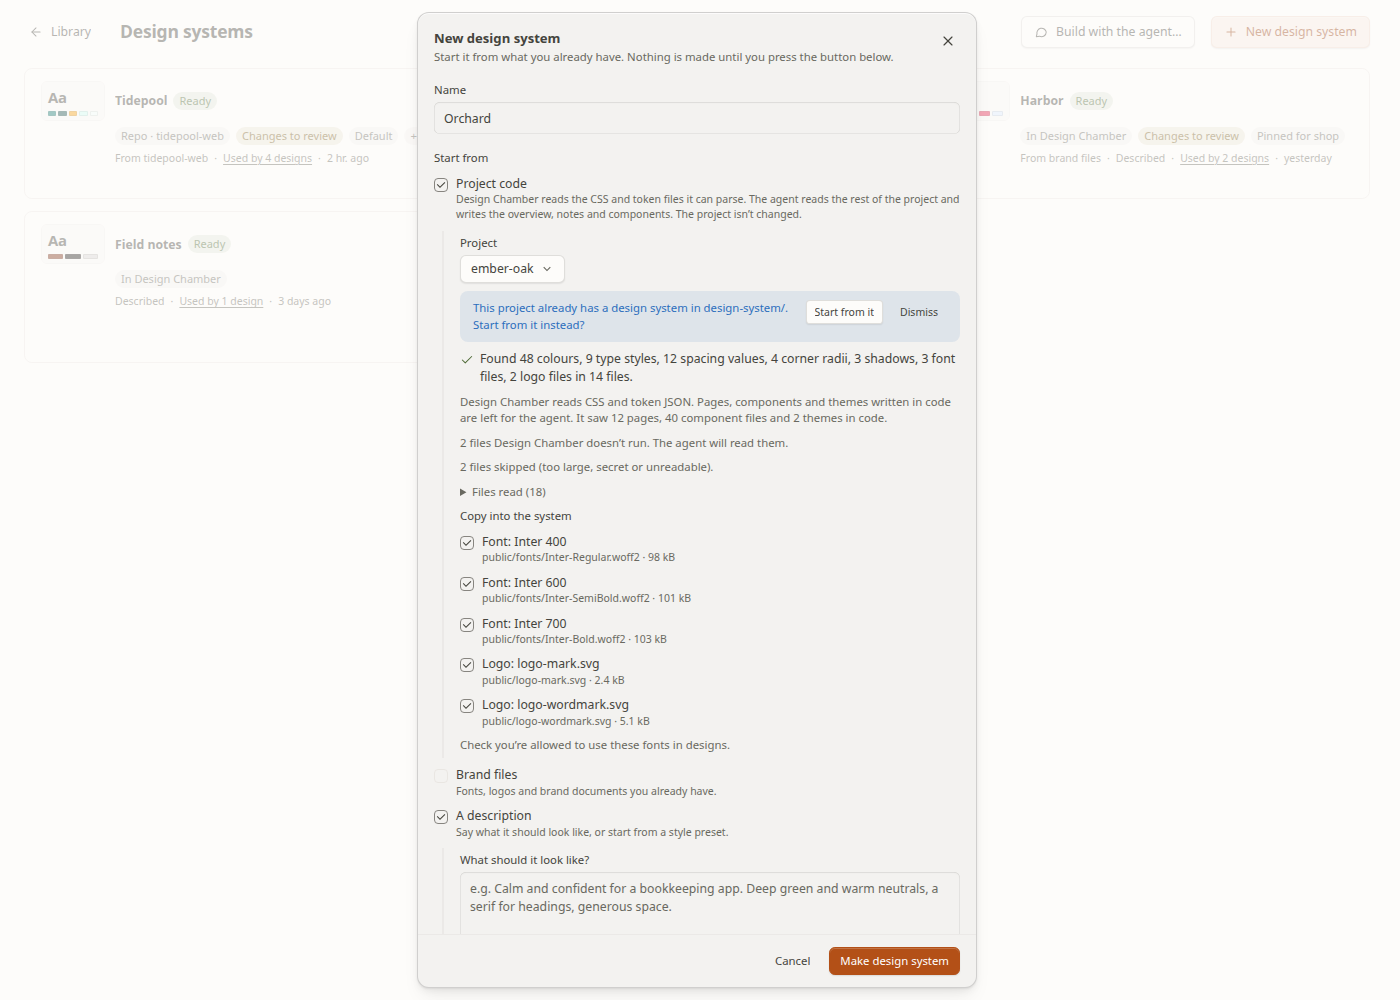 Library
Design systems
Build with the agent...
New design system
Aa
Tidepool
Ready
Repo · tidepool-web
Changes to review
Default
From tidepool-web · Used by 4 designs · 2 hr. ago
Harbor
Ready
In Design Chamber
Changes to review
Pinned for shop
From brand files · Described · Used by 2 designs · yesterday
Aa
Field notes
Ready
In Design Chamber
Described · Used by 1 design · 3 days ago
New design system
Start it from what you already have. Nothing is made until you press the button below.
Name
Orchard
Start from
Project code
Design Chamber reads the CSS and token files it can parse. The agent reads the rest of the project and
writes the overview, notes and components. The project isn’t changed.
Project
ember-oak
This project already has a design system in design-system/.
Start from it instead?
Start from it
Dismiss
Found 48 colours, 9 type styles, 12 spacing values, 4 corner radii, 3 shadows, 3 font
files, 2 logo files in 14 files.
Design Chamber reads CSS and token JSON. Pages, components and themes written in code
are left for the agent. It saw 12 pages, 40 component files and 2 themes in code.
2 files Design Chamber doesn’t run. The agent will read them.
2 files skipped (too large, secret or unreadable).
Files read (18)
Copy into the system
Font: Inter 400
public/fonts/Inter-Regular.woff2 · 98 kB
Font: Inter 600
public/fonts/Inter-SemiBold.woff2 · 101 kB
Font: Inter 700
public/fonts/Inter-Bold.woff2 · 103 kB
Logo: logo-mark.svg
public/logo-mark.svg · 2.4 kB
Logo: logo-wordmark.svg
public/logo-wordmark.svg · 5.1 kB
Check you’re allowed to use these fonts in designs.
Brand files
Fonts, logos and brand documents you already have.
A description
Say what it should look like, or start from a style preset.
What should it look like?
e.g. Calm and confident for a bookkeeping app. Deep green and warm neutrals, a
serif for headings, generous space.
Cancel
Make design system